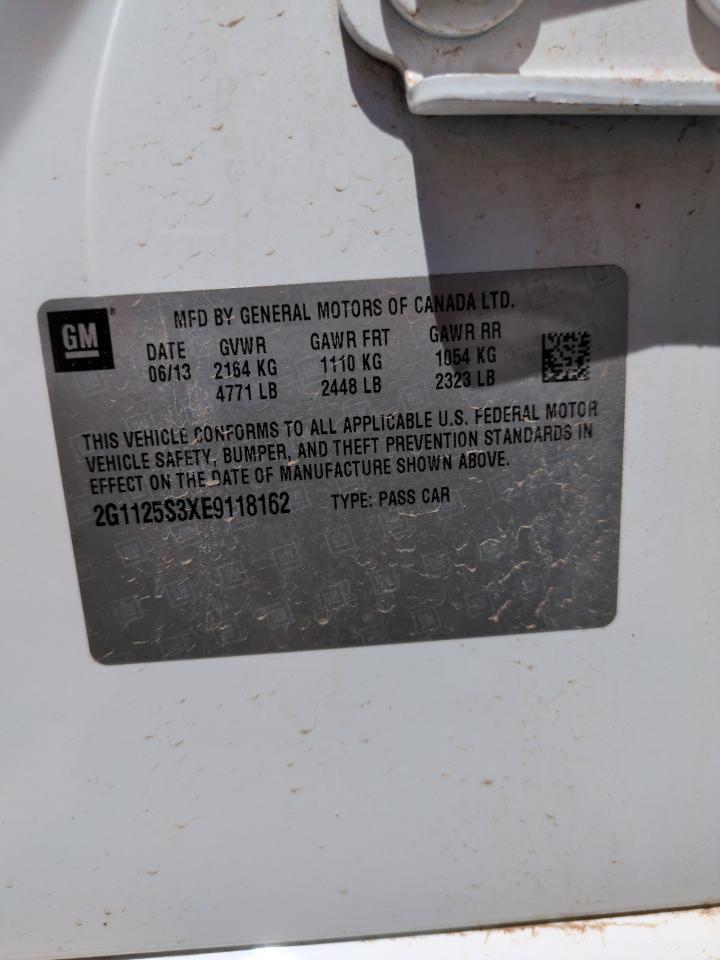 GM®
MFD BY GENERAL MOTORS OF CANADA LTD.
DATE GVWR GAWR FRT GAWR RR
06/13 2164 KG 1110 KG 1054 KG
4771 LB 2448 LB 2323 LB
THIS VEHICLE CONFORMS TO ALL APPLICABLE U.S. FEDERAL MOTOR
VEHICLE SAFETY, BUMPER, AND THEFT PREVENTION STANDARDS IN
EFFECT ON THE DATE OF MANUFACTURE SHOWN ABOVE.
2G1125S3XE9118162 TYPE: PASS CAR